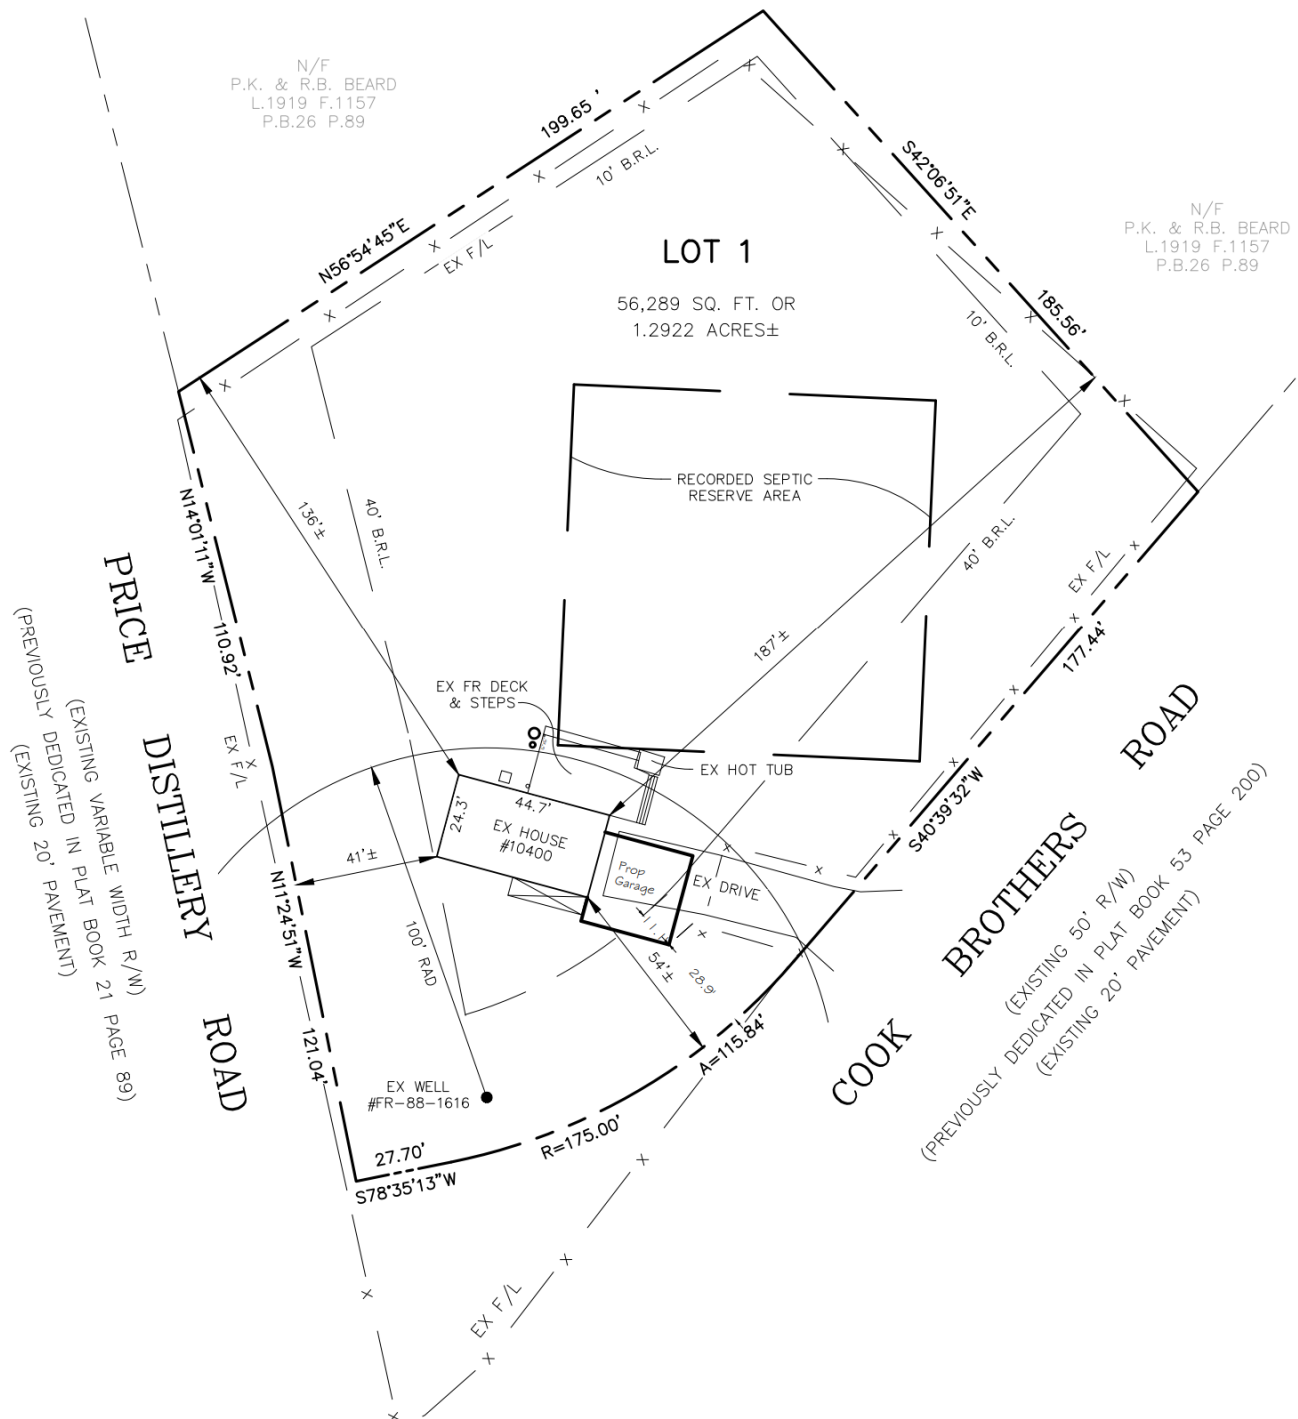 N/F
P.K. & R.B. BEARD
L.1919 F.1157
P.B.26 P.89
199.65 '
10' B.R.L.
N56°54'45"E
EX F/L
S42°06'51"E
N/F
P.K. & R.B. BEARD
L.1919 F.1157
P.B.26 P.89
LOT 1
56,289 SQ. FT. OR
1.2922 ACRES±
185.56'
10' B.R.L.
RECORDED SEPTIC
RESERVE AREA
136'±
40' B.R.L.
N14°01'11"W
110.92'
EX F/L
40' B.R.L.
EX F/L
177.44'
187'±
S40°39'32"W
EX FR DECK
& STEPS
EX HOT TUB
44.7'
24.3'
EX HOUSE
#10400
Prop
Garage
EX DRIVE
41'±
100' RAD
54'±
28.9'
N11°24'51"W
121.04'
A=115.84'
EX WELL
#FR-88-1616
27.70'
S78°35'13"W
R=175.00'
EX F/L
PRICE DISTILLERY ROAD
(EXISTING VARIABLE WIDTH R/W)
(PREVIOUSLY DEDICATED IN PLAT BOOK 21 PAGE 89)
(EXISTING 20' PAVEMENT)
COOK BROTHERS ROAD
(EXISTING 50' R/W)
(PREVIOUSLY DEDICATED IN PLAT BOOK 53 PAGE 200)
(EXISTING 20' PAVEMENT)